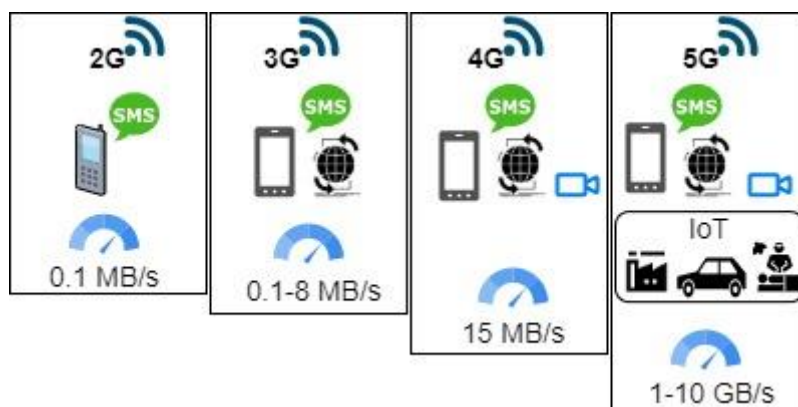 2G
SMS
0.1 MB/s
3G
SMS
0.1-8 MB/s
4G
SMS
15 MB/s
5G
SMS
IoT
1-10 GB/s